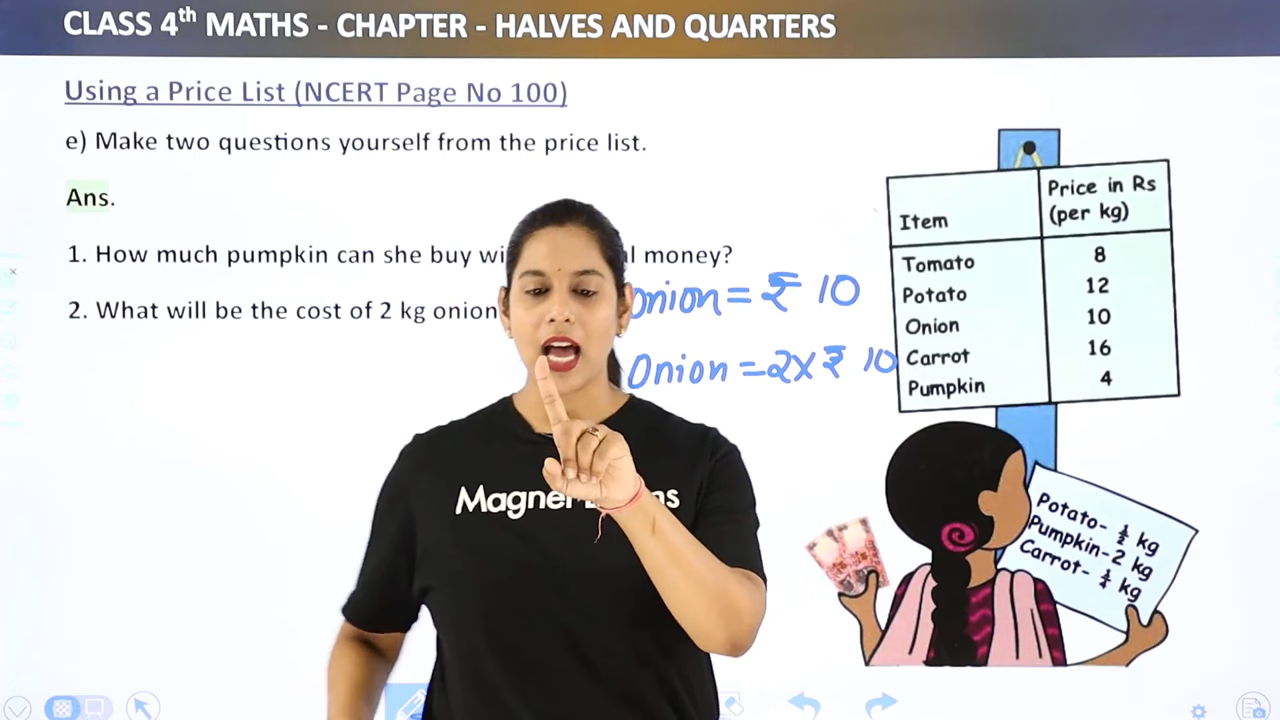 CLASS 4th MATHS - CHAPTER - HALVES AND QUARTERS
Using a Price List (NCERT Page No 100)
e) Make two questions yourself from the price list.
Ans.
1. How much pumpkin can she buy money?
2. What will be the cost of 2 kg onion
onion = ₹ 10
Onion = 2 x ₹ 10
Item Price in Rs (per kg)
Tomato 8
Potato 12
Onion 10
Carrot 16
Pumpkin 4
Potato- 1/2 kg
Pumpkin- 2 kg
Carrot- 1/4 kg